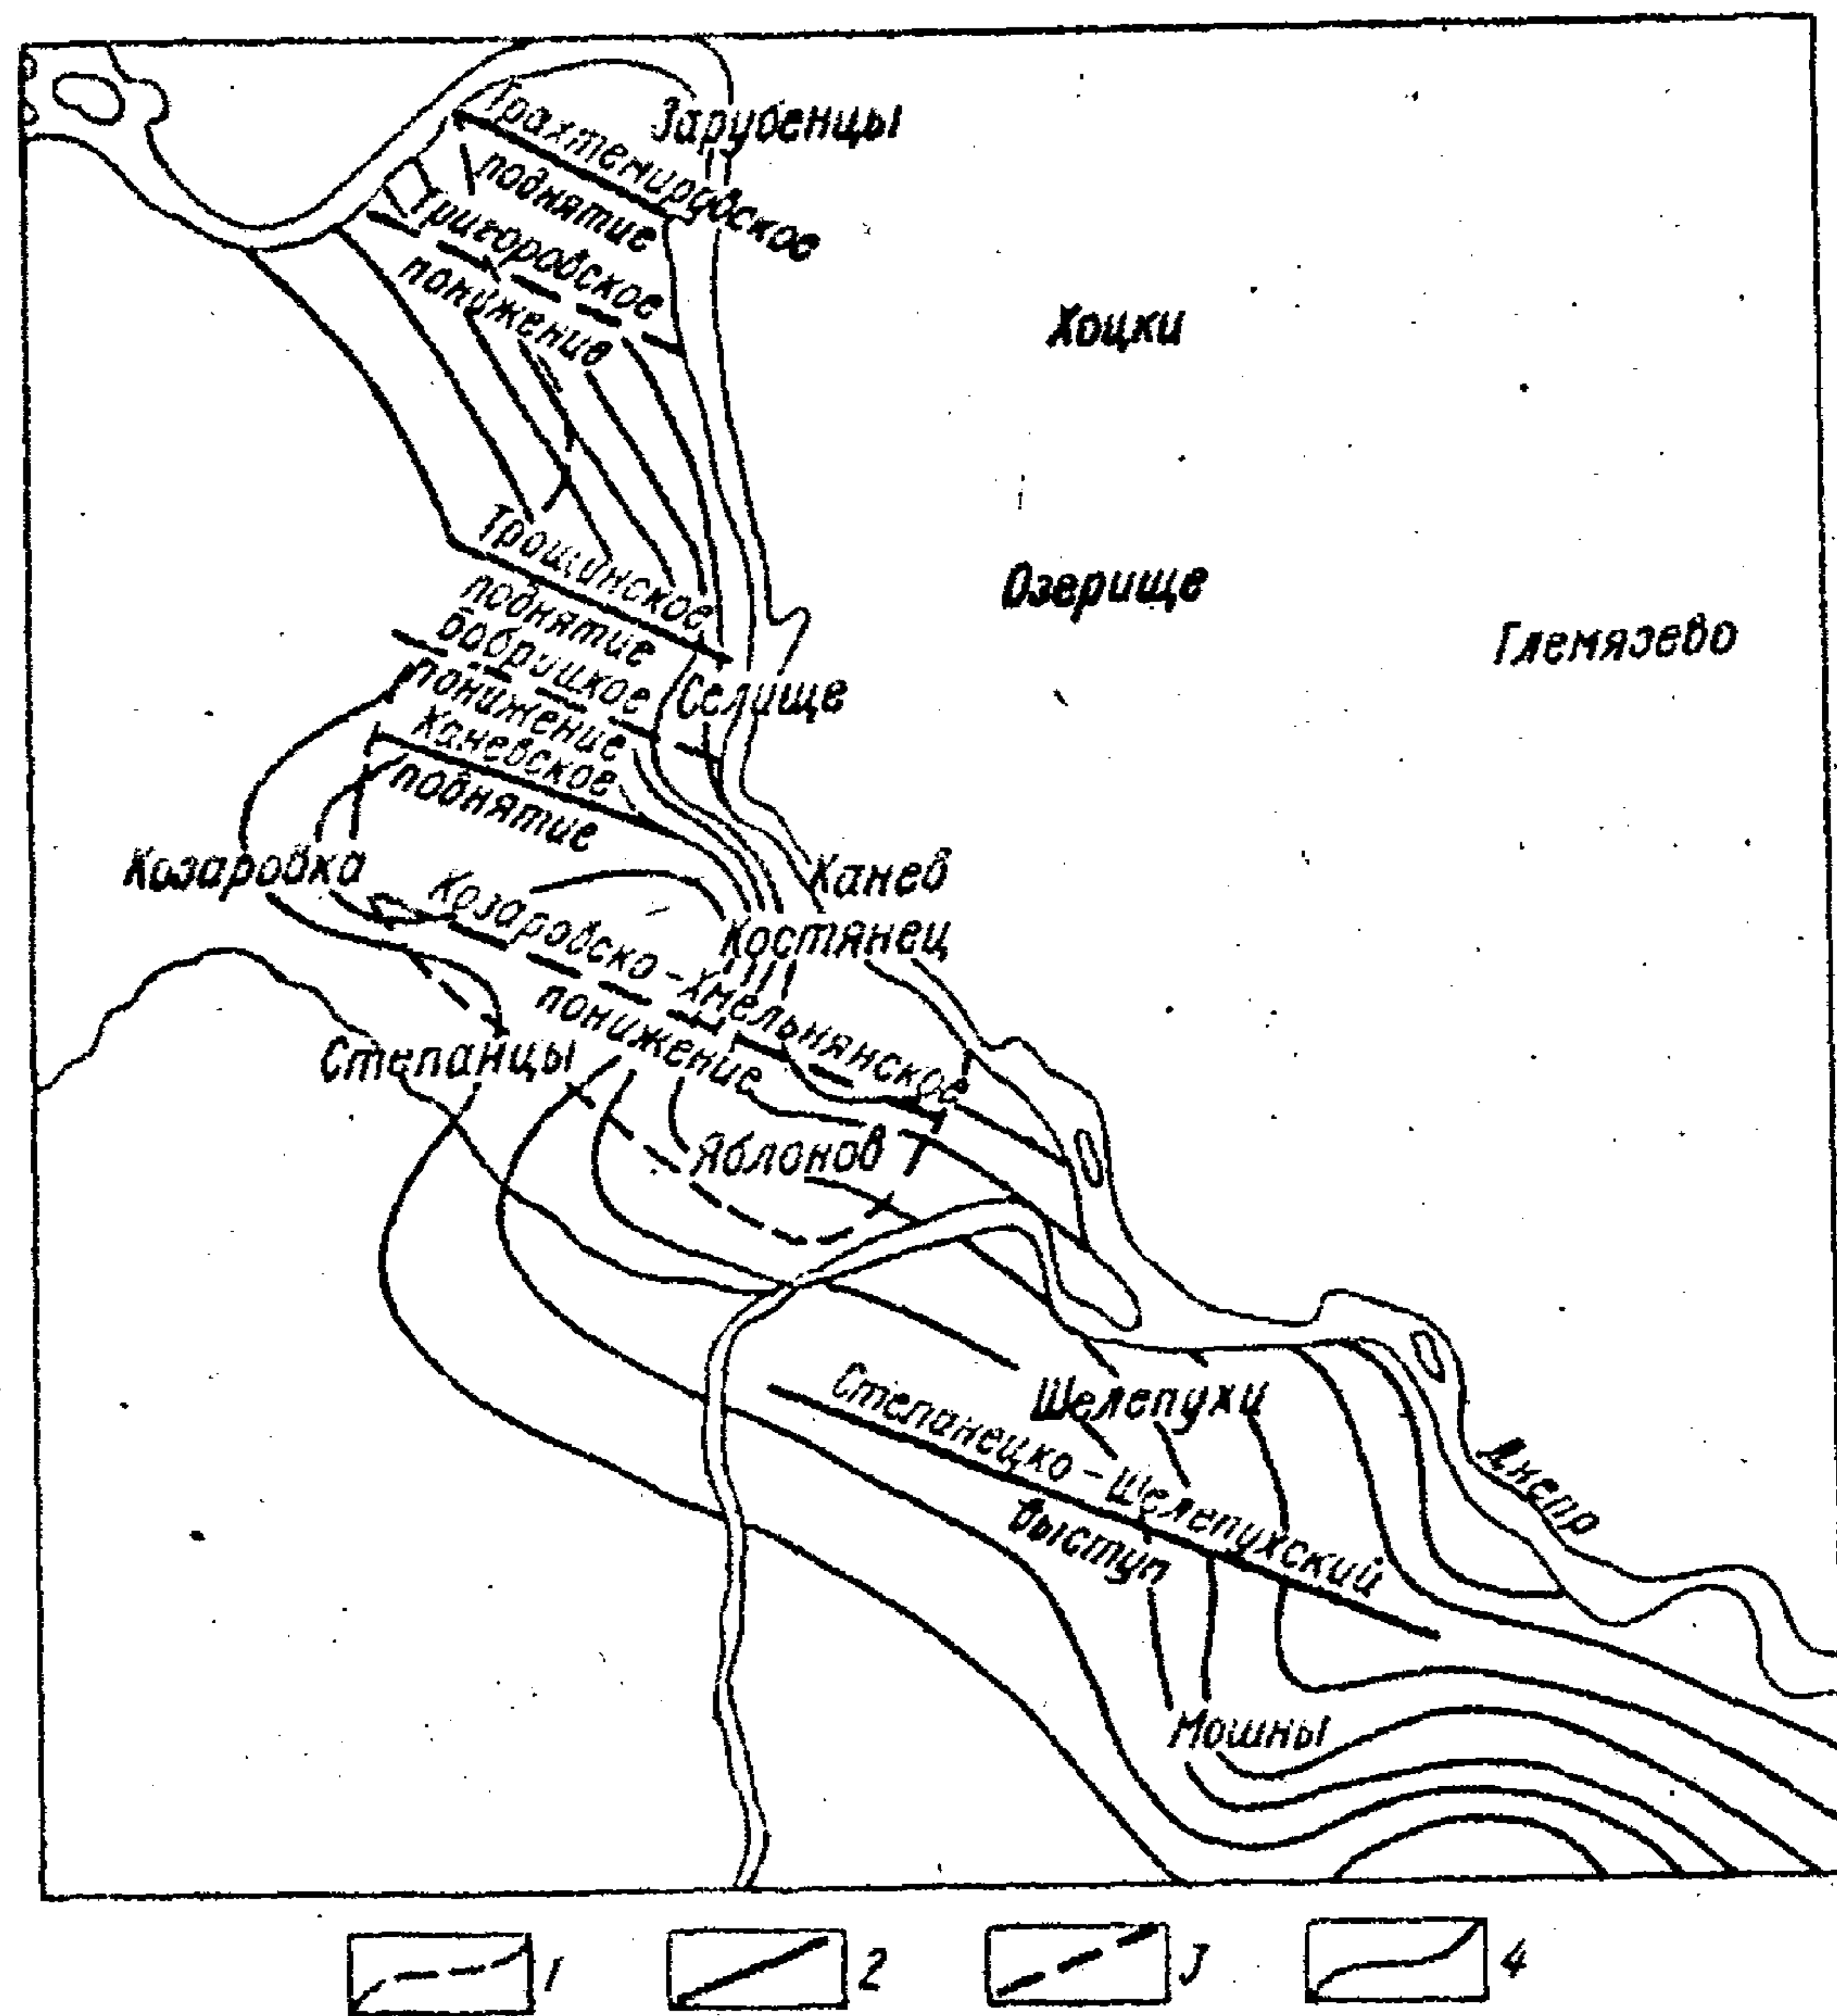 Зарубенцы
Трахтемировское
поднятие
Григоровское
понижение
Хоцки
Трощинское
поднятие
Озерище
Глемязево
Бобрицкое
понижение
Селище
Каневское
поднятие
Козаровка
Канев
Козаровско-Хмельнянское
понижение
Костянец
Степанцы
Яблонов
Шелепухи
Степанецко-Шелепухский
выступ
Днепр
Мошны
1
2
3
4